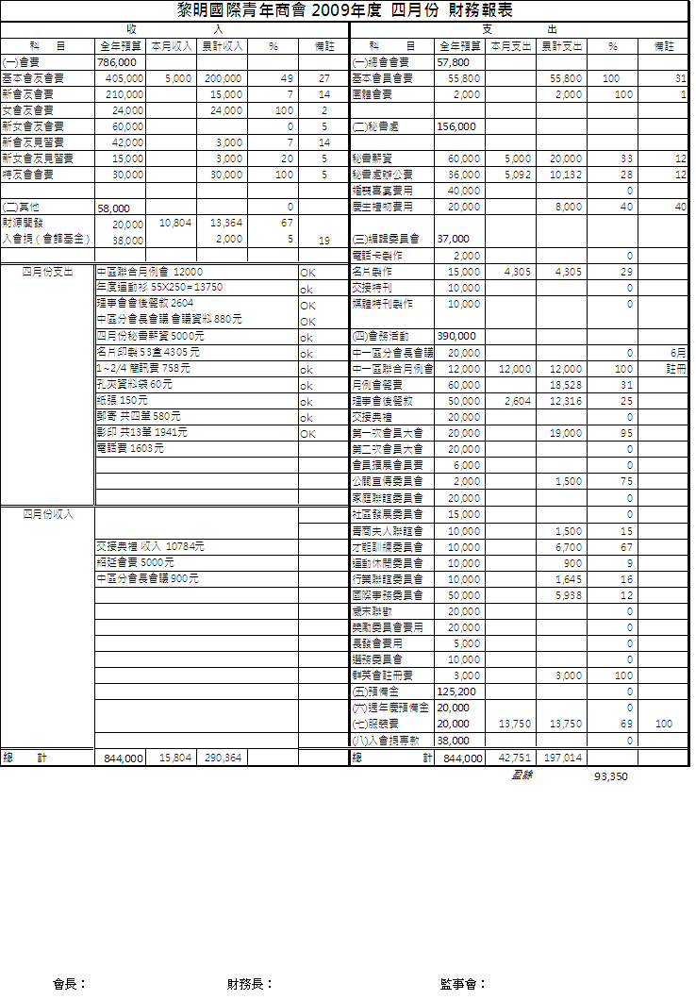 黎明國際青年商會 2009年度 四月份 財務報表
收 入 支 出
科 目 全年預算 本月收入 累計收入 % 備註 科 目 全年預算 本月支出 累計支出 % 備註
(一)會費 786,000 (一)總會會費 57,800
基本會友會費 405,000 5,000 200,000 49 27 基本會員會費 55,800 55,800 100 31
新會友會費 210,000 15,000 7 14 團體會費 2,000 2,000 100 1
女會友會費 24,000 24,000 100 2
新女會友會費 60,000 0 5 (二)秘書處 156,000
新會友見習費 42,000 3,000 7 14
新女會友見習費 15,000 3,000 20 5 秘書薪資 60,000 5,000 20,000 33 12
特友會會費 30,000 30,000 100 5 秘書處辦公費 36,000 5,092 10,132 28 12
婚喪喜宴費用 40,000 0
(二)其他 58,000 0 慶生禮物費用 20,000 8,000 40 40
財源開發 20,000 10,804 13,364 67
入會捐(會館基金) 38,000 2,000 5 19 (三)編輯委員會 37,000
電話卡製作 2,000 0
四月份支出 中區聯合月例會 12000 OK 名片製作 15,000 4,305 4,305 29
年度運動衫 55X250=13750 ok 交接特刊 10,000 0
理事會會後餐敘 2604 OK 媒體特刊製作 10,000 0
中區分會長會議 會議資料 880元 OK
四月份秘書薪資 5000元 ok (四)會務活動 390,000
名片印製 53盒 4305元 ok 中一區分會長會議 20,000 0 6月
1~2/4 簡訊費 758元 ok 中一區聯合月例會 12,000 12,000 12,000 100 註冊
孔夾資料袋 60元 ok 月例會餐費 60,000 18,528 31
紙張 150元 ok 理事會後餐敘 50,000 2,604 12,316 25
郵寄 共四筆 580元 ok 交接典禮 20,000 0
影印 共13筆 1941元 OK 第一次會員大會 20,000 19,000 95
電話費 1603元 第二次會員大會 20,000 0
會員擴展會員費 6,000 0
公關宣傳委員會 2,000 1,500 75
家庭聯誼委員會 20,000 0
四月份收入 社區發展委員會 15,000 0
青商夫人聯誼會 10,000 1,500 15
交接典禮 收入 10784元 才能訓練委員會 10,000 6,700 67
紹延會費 5000元 運動休閒委員會 10,000 900 9
中區分會長會議 900元 行業聯誼委員會 10,000 1,645 16
國際事務委員會 50,000 5,938 12
歲末聯歡 20,000 0
獎勵委員會費用 20,000 0
長發會費用 5,000 0
選務委員會 10,000 0
群英會註冊費 3,000 3,000 100
(五)預備金 125,200 0
(六)週年度預備金 20,000 0
(七)服裝費 20,000 13,750 13,750 69 100
(八)入會捐專款 38,000 0
總 計 844,000 15,804 290,364 總 計 844,000 42,751 197,014
盈餘 93,350
會長： 財務長： 監事會：